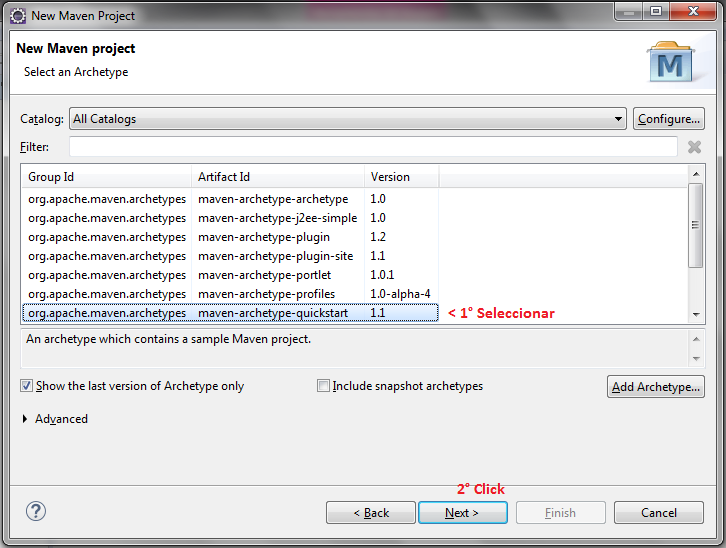 New Maven Project
New Maven project
Select an Archetype
M
Catalog: All Catalogs Configure...
Filter:
Group Id Artifact Id Version
org.apache.maven.archetypes maven-archetype-archetype 1.0
org.apache.maven.archetypes maven-archetype-j2ee-simple 1.0
org.apache.maven.archetypes maven-archetype-plugin 1.2
org.apache.maven.archetypes maven-archetype-plugin-site 1.1
org.apache.maven.archetypes maven-archetype-portlet 1.0.1
org.apache.maven.archetypes maven-archetype-profiles 1.0-alpha-4
org.apache.maven.archetypes maven-archetype-quickstart 1.1 < 1° Seleccionar
An archetype which contains a sample Maven project.
Show the last version of Archetype only Include snapshot archetypes Add Archetype...
Advanced
2° Click
? < Back Next > Finish Cancel